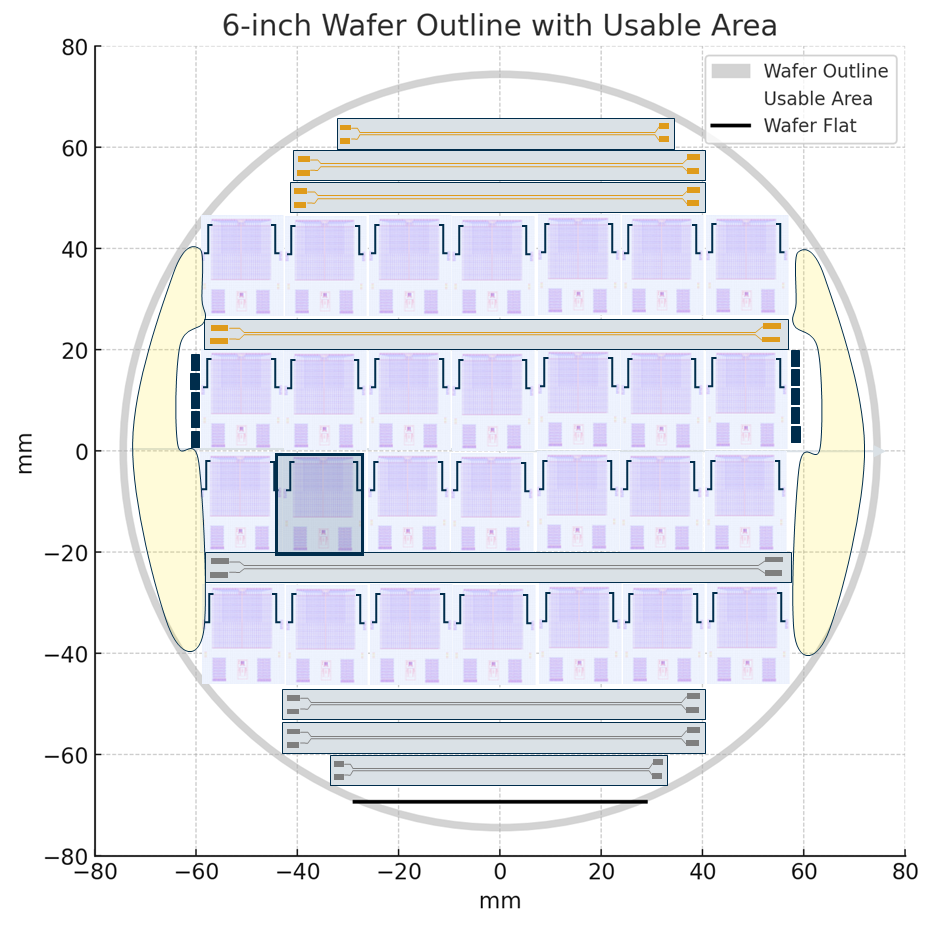 6-inch Wafer Outline with Usable Area
80
60
40
20
0
−20
−40
−60
−80
mm
Wafer Outline
Usable Area
Wafer Flat
−80 −60 −40 −20 0 20 40 60 80
mm